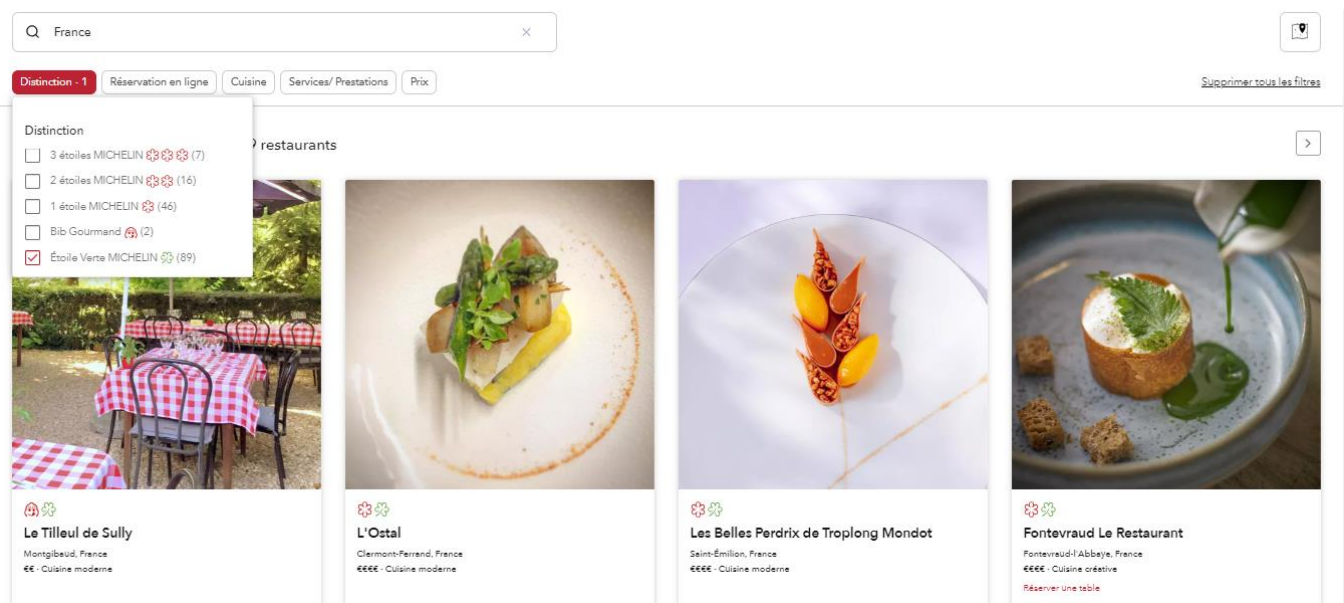 France
Distinction - 1
Réservation en ligne
Cuisine
Services/ Prestations
Prix
Supprimer tous les filtres
Distinction
3 étoiles MICHELIN (7)
2 étoiles MICHELIN (16)
1 étoile MICHELIN (46)
Bib Gourmand (2)
Étoile Verte MICHELIN (89)
restaurants
Le Tilleul de Sully
Montgibaud, France
€€ · Cuisine moderne
L'Ostal
Clermont-Ferrand, France
€€€€ · Cuisine moderne
Les Belles Perdrix de Troplong Mondot
Saint-Émilion, France
€€€€ · Cuisine moderne
Fontevraud Le Restaurant
Fontevraud-l'Abbaye, France
€€€€ · Cuisine créative
Réserver une table